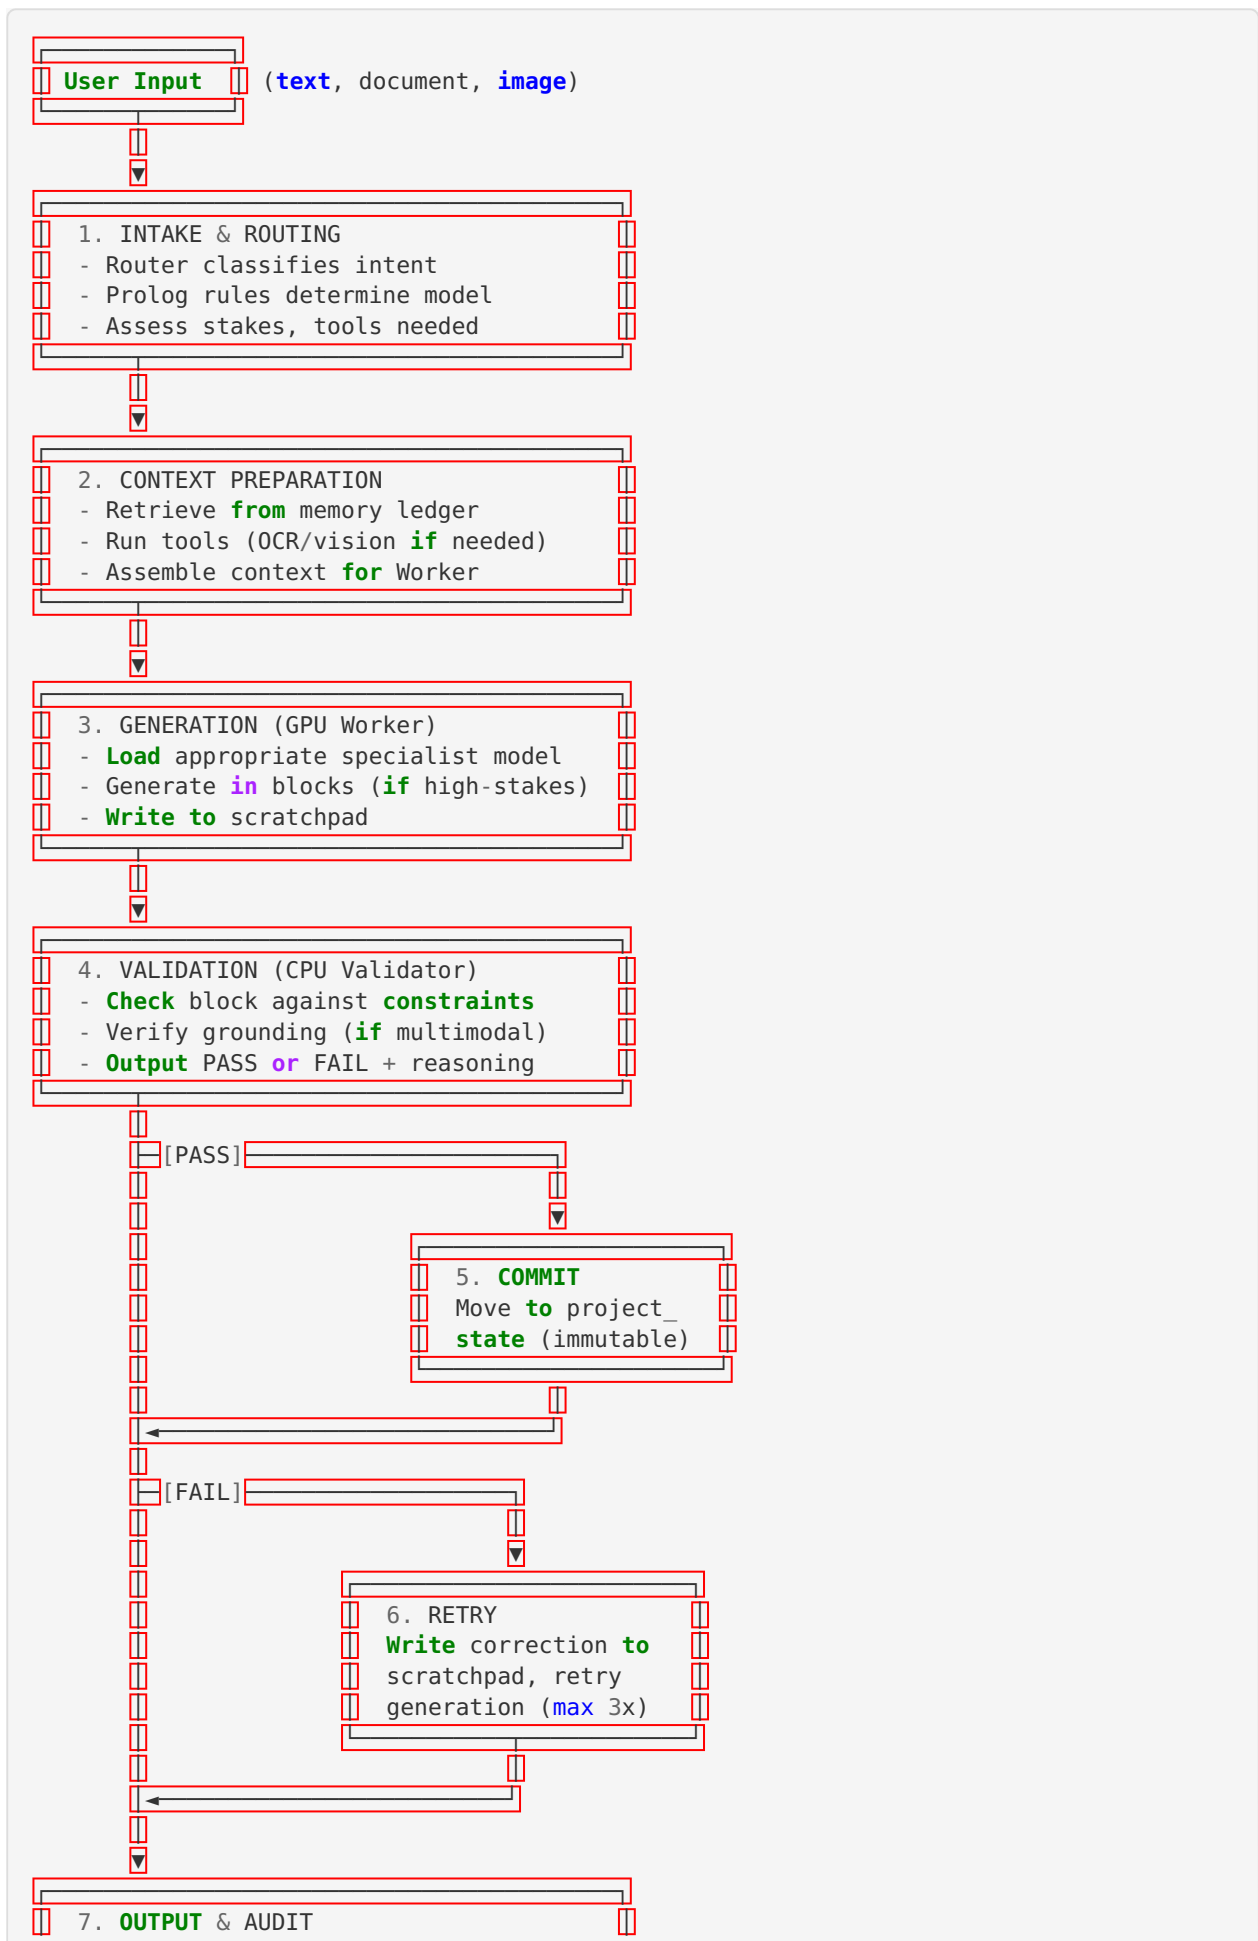 User Input (text, document, image)
1. INTAKE & ROUTING
- Router classifies intent
- Prolog rules determine model
- Assess stakes, tools needed
2. CONTEXT PREPARATION
- Retrieve from memory ledger
- Run tools (OCR/vision if needed)
- Assemble context for Worker
3. GENERATION (GPU Worker)
- Load appropriate specialist model
- Generate in blocks (if high-stakes)
- Write to scratchpad
4. VALIDATION (CPU Validator)
- Check block against constraints
- Verify grounding (if multimodal)
- Output PASS or FAIL + reasoning
[PASS]
5. COMMIT
Move to project_
state (immutable)
[FAIL]
6. RETRY
Write correction to
scratchpad, retry
generation (max 3x)
7. OUTPUT & AUDIT